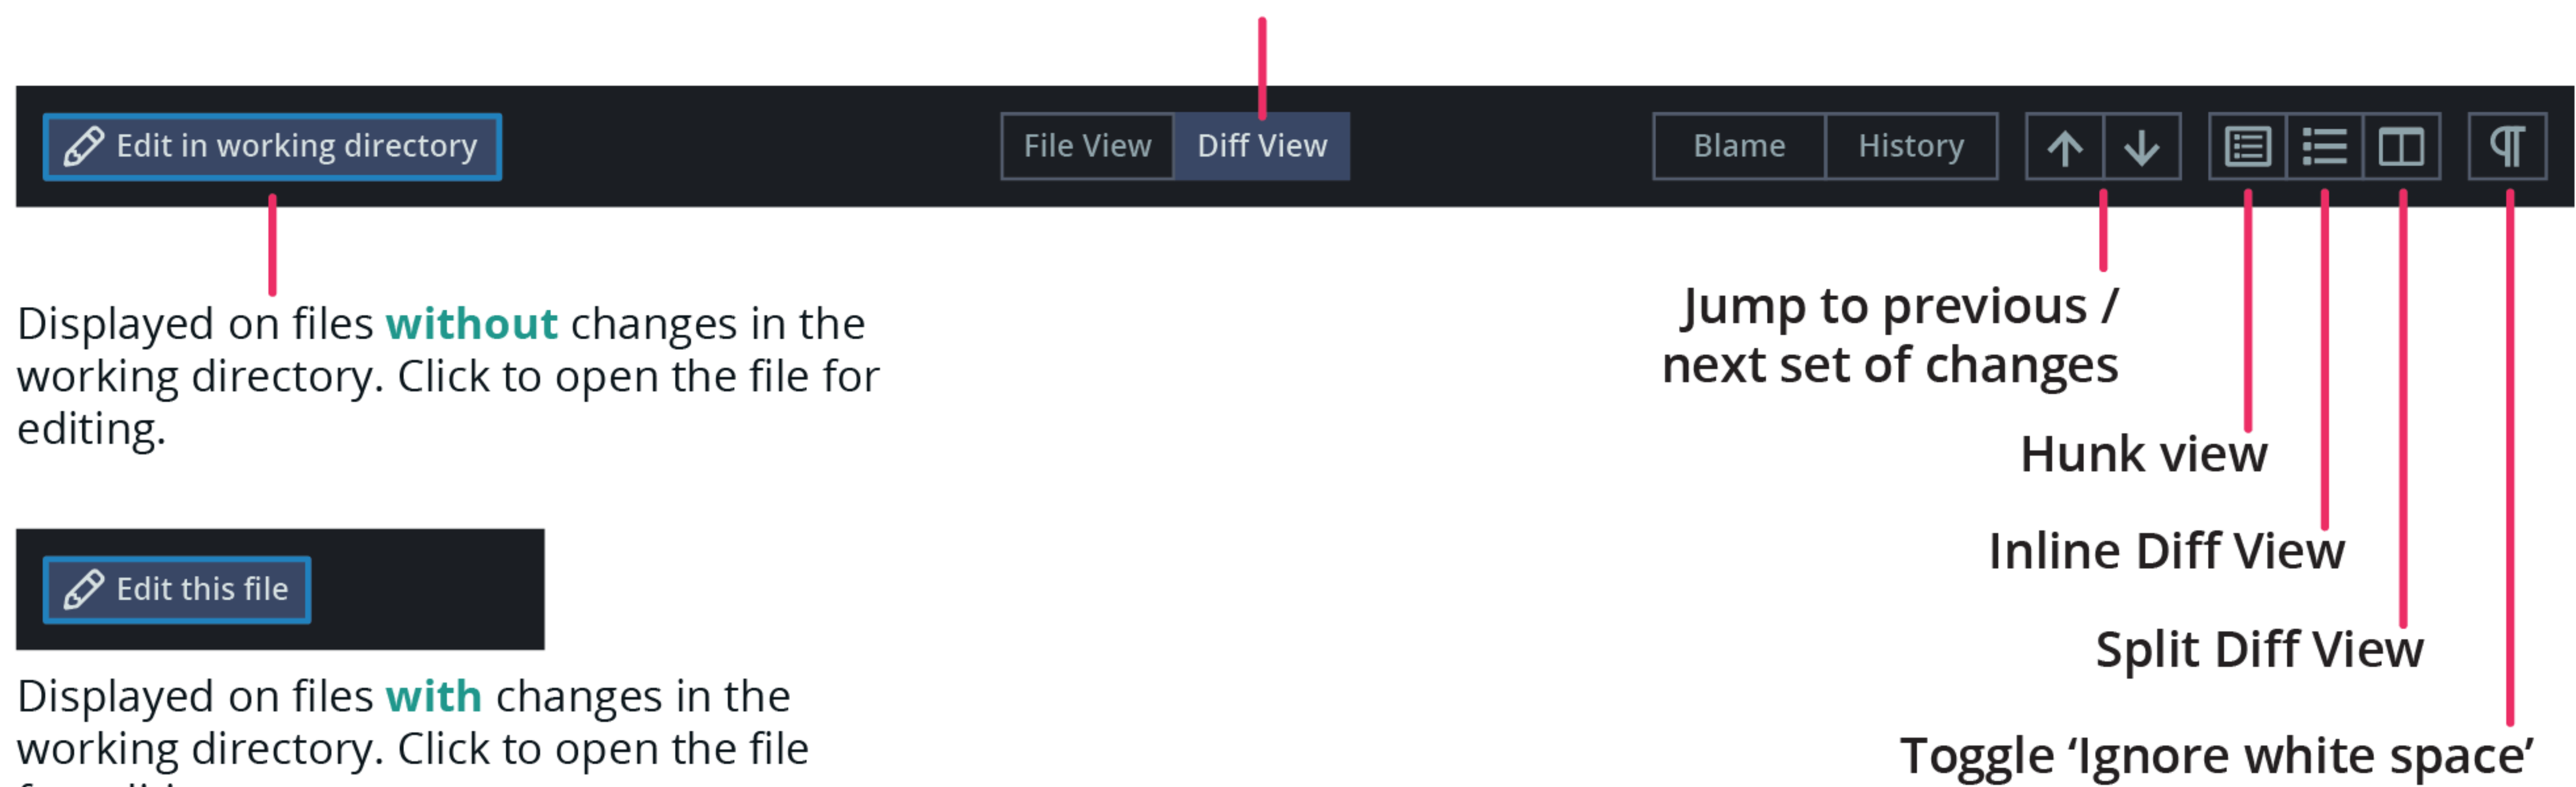 Edit in working directory
File View
Diff View
Blame
History
Displayed on files without changes in the
working directory. Click to open the file for
editing.
Jump to previous /
next set of changes
Hunk view
Inline Diff View
Split Diff View
Toggle ‘Ignore white space’
Edit this file
Displayed on files with changes in the
working directory. Click to open the file